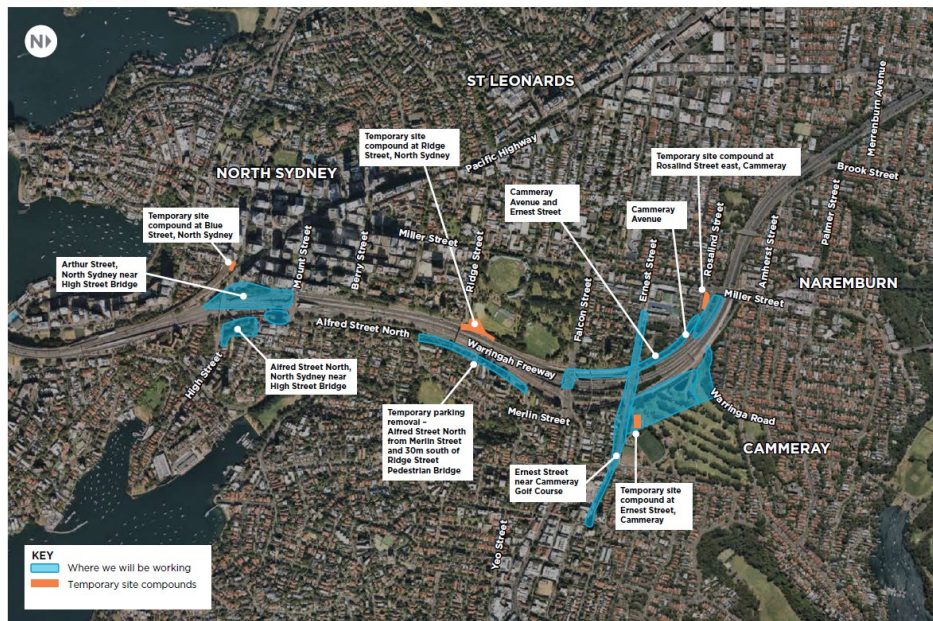 N
ST LEONARDS
Temporary site
compound at Ridge
Street, North Sydney
Pacific Highway
Merrenburn Avenue
Temporary site compound at
Rosalind Street east, Cammeray
Brook Street
NORTH SYDNEY
Cammeray
Avenue and
Ernest Street
Cammeray
Avenue
Temporary site
compound at Blue
Street, North Sydney
Mount Street
Berry Street
Miller Street
Ridge Street
Falcon Street
Ernest Street
Rosalind Street
Amherst Street
Palmer Street
Arthur Street,
North Sydney near
High Street Bridge
NAREMBURN
Miller Street
Alfred Street North
Warringah Freeway
High Street
Alfred Street North,
North Sydney near
High Street Bridge
Temporary parking
removal –
Alfred Street North
from Merlin Street
and 30m south of
Ridge Street
Pedestrian Bridge
Merlin Street
Warringa Road
CAMMERAY
Ernest Street
near Cammeray
Golf Course
Temporary site
compound at
Ernest Street,
Cammeray
Yeo Street
KEY
Where we will be working
Temporary site compounds